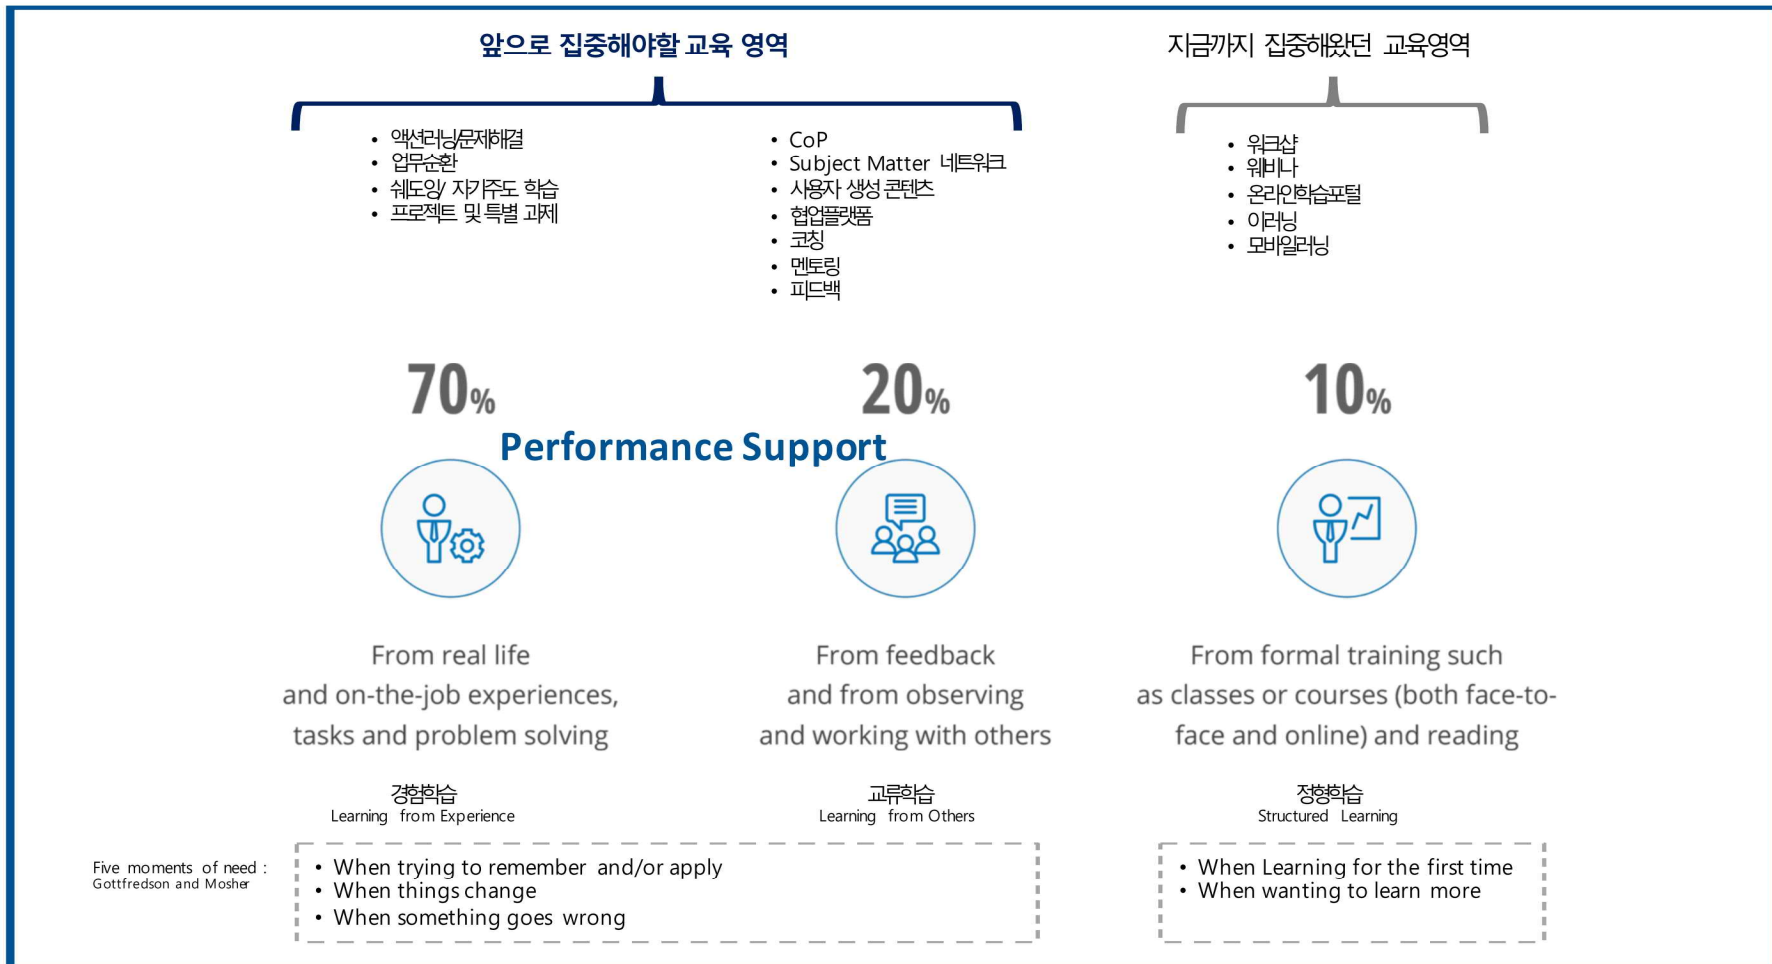 앞으로 집중해야할 교육 영역
지금까지 집중해왔던 교육영역
• 액션러닝/문제해결
• 업무순환
• 쉐도잉/ 자기주도 학습
• 프로젝트 및 특별 과제
• CoP
• Subject Matter 네트워크
• 사용자 생성 콘텐츠
• 협업플랫폼
• 코칭
• 멘토링
• 피드백
• 워크샵
• 웨비나
• 온라인학습포털
• 이러닝
• 모바일러닝
70%
20%
10%
Performance Support
From real life
and on-the-job experiences,
tasks and problem solving
From feedback
and from observing
and working with others
From formal training such
as classes or courses (both face-to-
face and online) and reading
경험학습
Learning from Experience
교류학습
Learning from Others
정형학습
Structured Learning
Five moments of need :
Gottfredson and Mosher
• When trying to remember and/or apply
• When things change
• When something goes wrong
• When Learning for the first time
• When wanting to learn more